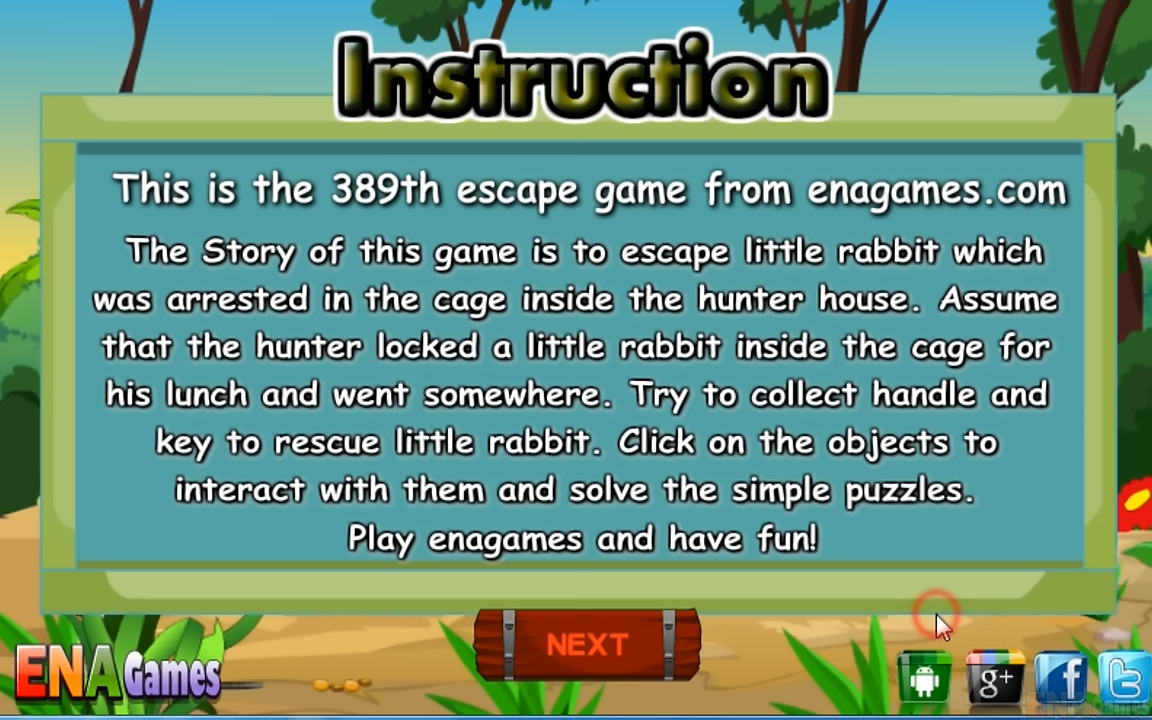 Instruction
This is the 389th escape game from enagames.com
The Story of this game is to escape little rabbit which
was arrested in the cage inside the hunter house. Assume
that the hunter locked a little rabbit inside the cage for
his lunch and went somewhere. Try to collect handle and
key to rescue little rabbit. Click on the objects to
interact with them and solve the simple puzzles.
Play enagames and have fun!
NEXT
ENA Games
g+
f
t